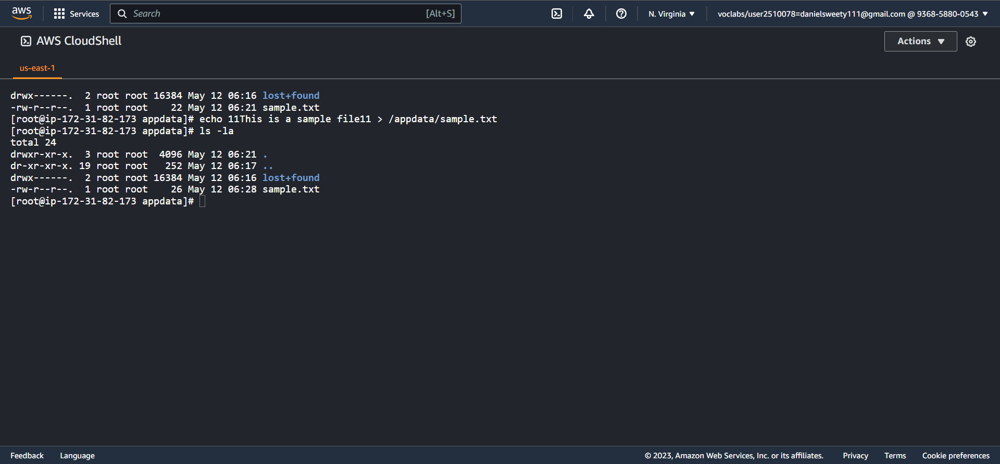 aws
Services
Search
[Alt+S]
N. Virginia
voclabs/user2510078=danielsweety111@gmail.com @ 9368-5880-0543
AWS CloudShell
Actions
us-east-1
drwx------.  2 root root 16384 May 12 06:16 lost+found
-rw-r--r--.  1 root root    22 May 12 06:21 sample.txt
[root@ip-172-31-82-173 appdata]# echo 11This is a sample file11 > /appdata/sample.txt
[root@ip-172-31-82-173 appdata]# ls -la
total 24
drwxr-xr-x.  3 root root  4096 May 12 06:21 .
dr-xr-xr-x. 19 root root   252 May 12 06:17 ..
drwx------.  2 root root 16384 May 12 06:16 lost+found
-rw-r--r--.  1 root root    26 May 12 06:28 sample.txt
[root@ip-172-31-82-173 appdata]#
Feedback
Language
© 2023, Amazon Web Services, Inc. or its affiliates.
Privacy
Terms
Cookie preferences